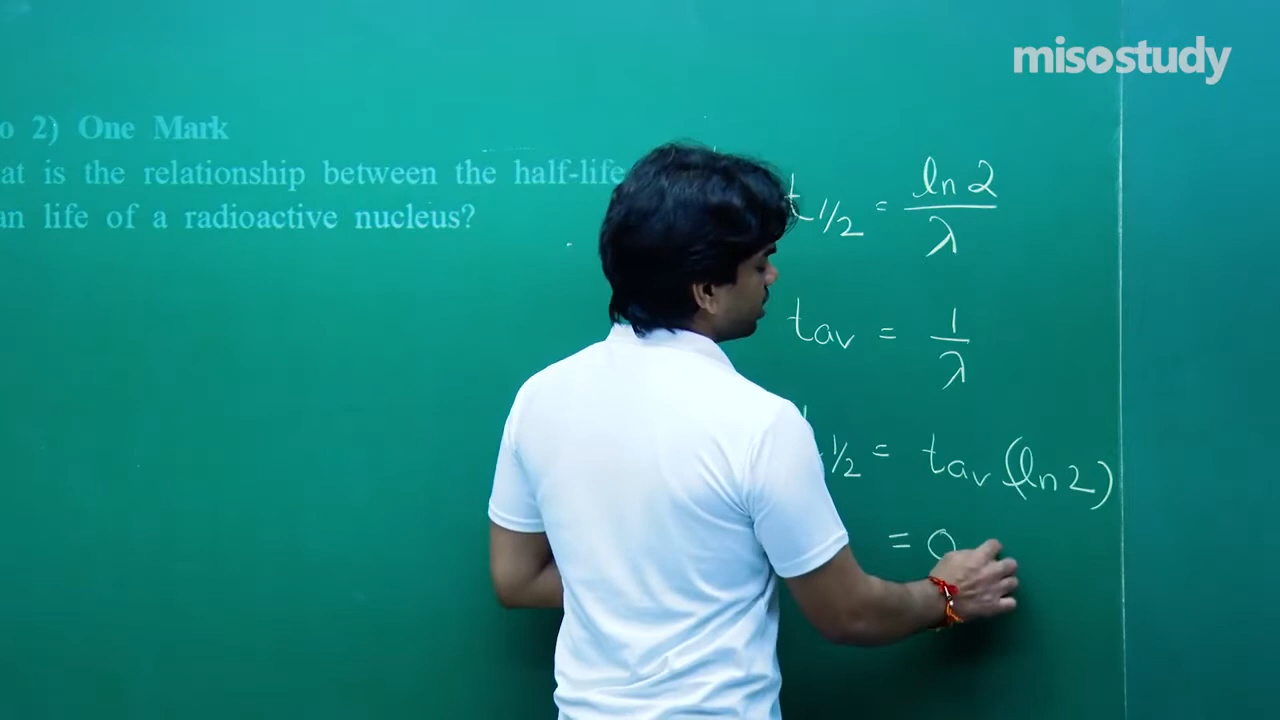 misostudy
o 2) One Mark
at is the relationship between the half-life
an life of a radioactive nucleus?
t 1/2 = ln 2 / λ
tav = 1 / λ
1/2 = tav (ln 2)
= 0